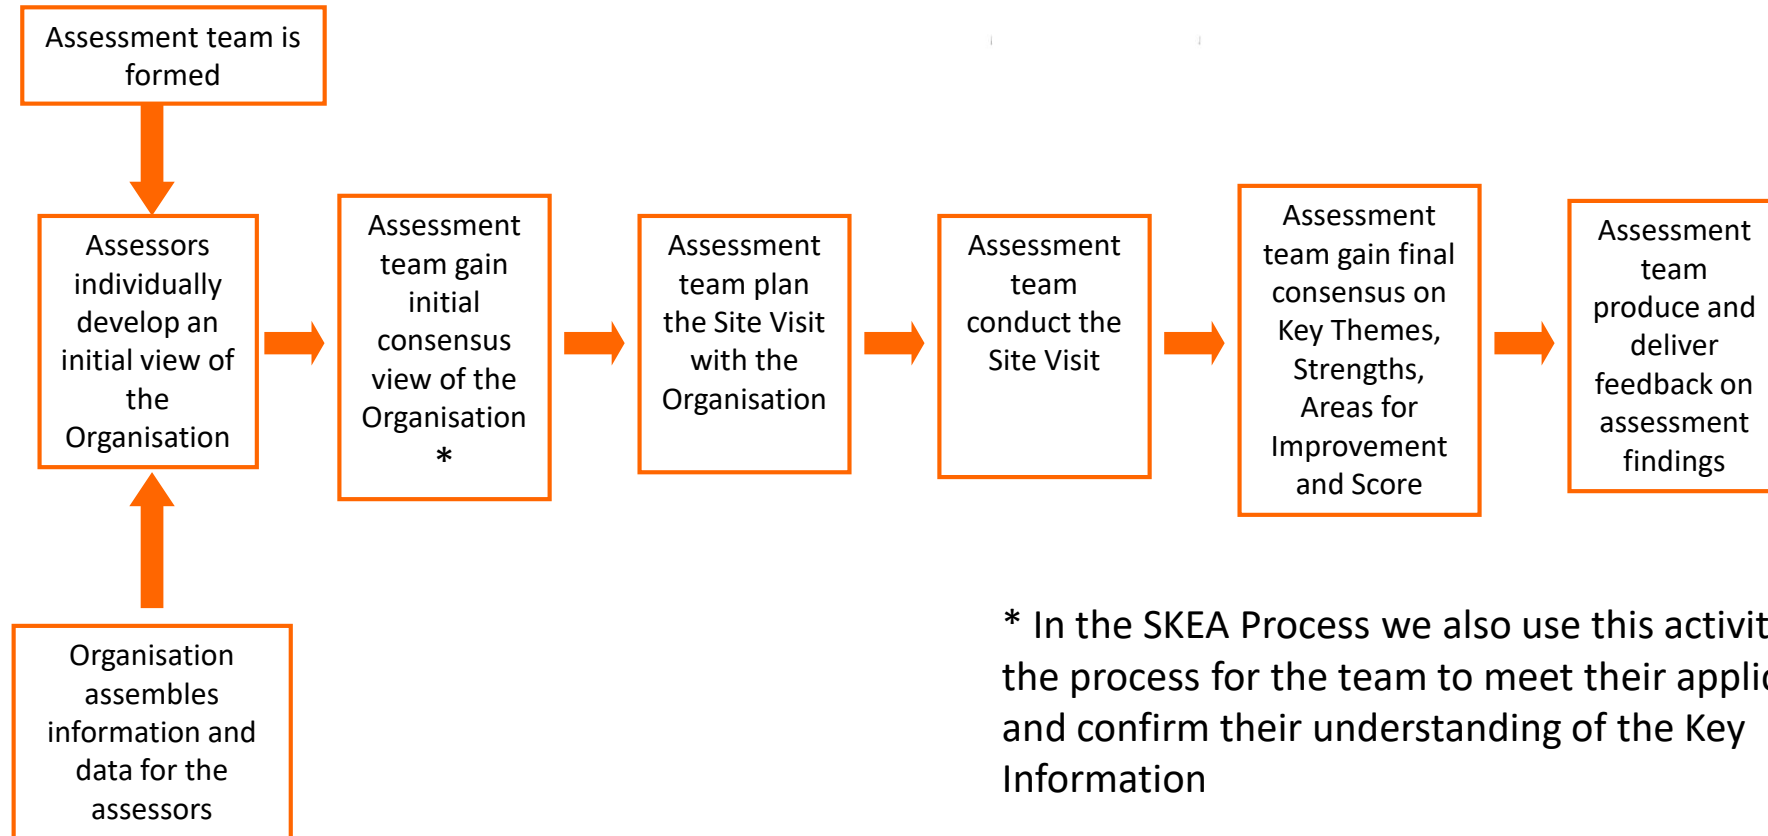 Assessment team is
formed
Assessors
individually
develop an
initial view of
the
Organisation
Organisation
assembles
information and
data for the
assessors
Assessment
team gain
initial
consensus
view of the
Organisation
*
Assessment
team plan
the Site Visit
with the
Organisation
Assessment
team
conduct the
Site Visit
Assessment
team gain final
consensus on
Key Themes,
Strengths,
Areas for
Improvement
and Score
Assessment
team
produce and
deliver
feedback on
assessment
findings
* In the SKEA Process we also use this activit
the process for the team to meet their applic
and confirm their understanding of the Key
Information